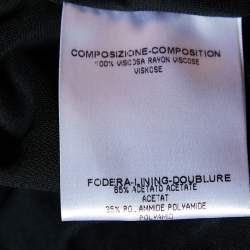 COMPOSIZIONE-COMPOSITION
100% VISCOSA RAYON VISCOSE
VISKOSE
FODERA-LINING-DOUBLURE
65% ACETATO ACETATE
ACETAT
35% POLIAMMIDE POLYAMIDE
POLYAMID